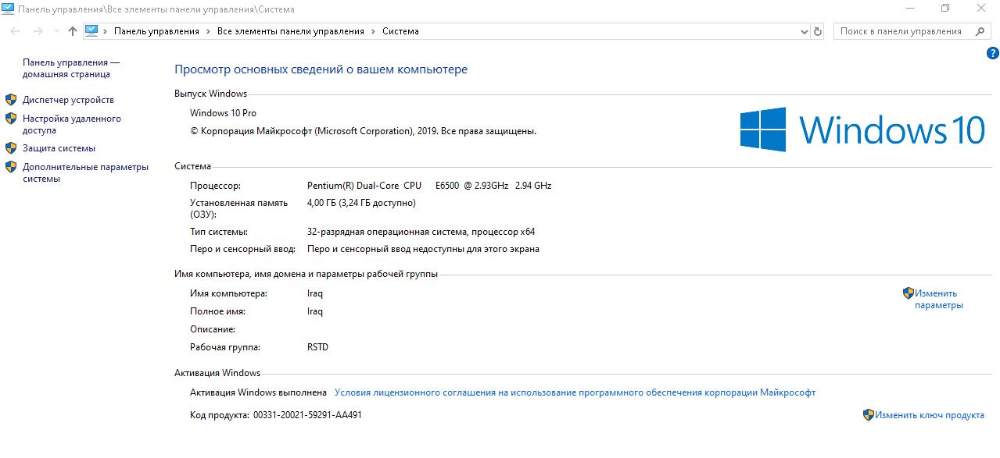 Панель управления\Все элементы панели управления\Система
Панель управления Все элементы панели управления Система
Поиск в панели управления
?
Панель управления —
домашняя страница
Диспетчер устройств
Настройка удаленного
доступа
Защита системы
Дополнительные параметры
системы
Просмотр основных сведений о вашем компьютере
Выпуск Windows
Windows 10 Pro
© Корпорация Майкрософт (Microsoft Corporation), 2019. Все права защищены.
Windows 10
Система
Процессор: Pentium(R) Dual-Core CPU E6500 @ 2.93GHz 2.94 GHz
Установленная память
(ОЗУ):
4,00 ГБ (3,24 ГБ доступно)
Тип системы: 32-разрядная операционная система, процессор x64
Перо и сенсорный ввод: Перо и сенсорный ввод недоступны для этого экрана
Имя компьютера, имя домена и параметры рабочей группы
Имя компьютера: Iraq
Изменить
параметры
Полное имя: Iraq
Описание:
Рабочая группа: RSTD
Активация Windows
Активация Windows выполнена Условия лицензионного соглашения на использование программного обеспечения корпорации Майкрософт
Код продукта: 00331-20021-59291-AA491
Изменить ключ продукта